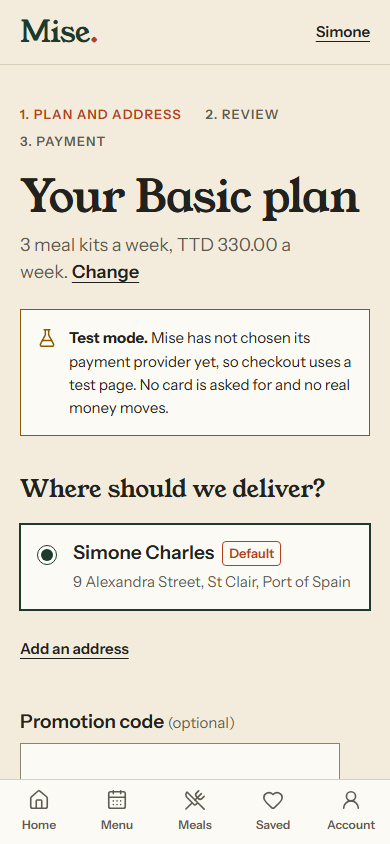 Mise.
Simone
1. PLAN AND ADDRESS 2. REVIEW
3. PAYMENT
Your Basic plan
3 meal kits a week, TTD 330.00 a
week. Change
Test mode. Mise has not chosen its
payment provider yet, so checkout uses a
test page. No card is asked for and no real
money moves.
Where should we deliver?
Simone Charles Default
9 Alexandra Street, St Clair, Port of Spain
Add an address
Promotion code (optional)
Home Menu Meals Saved Account